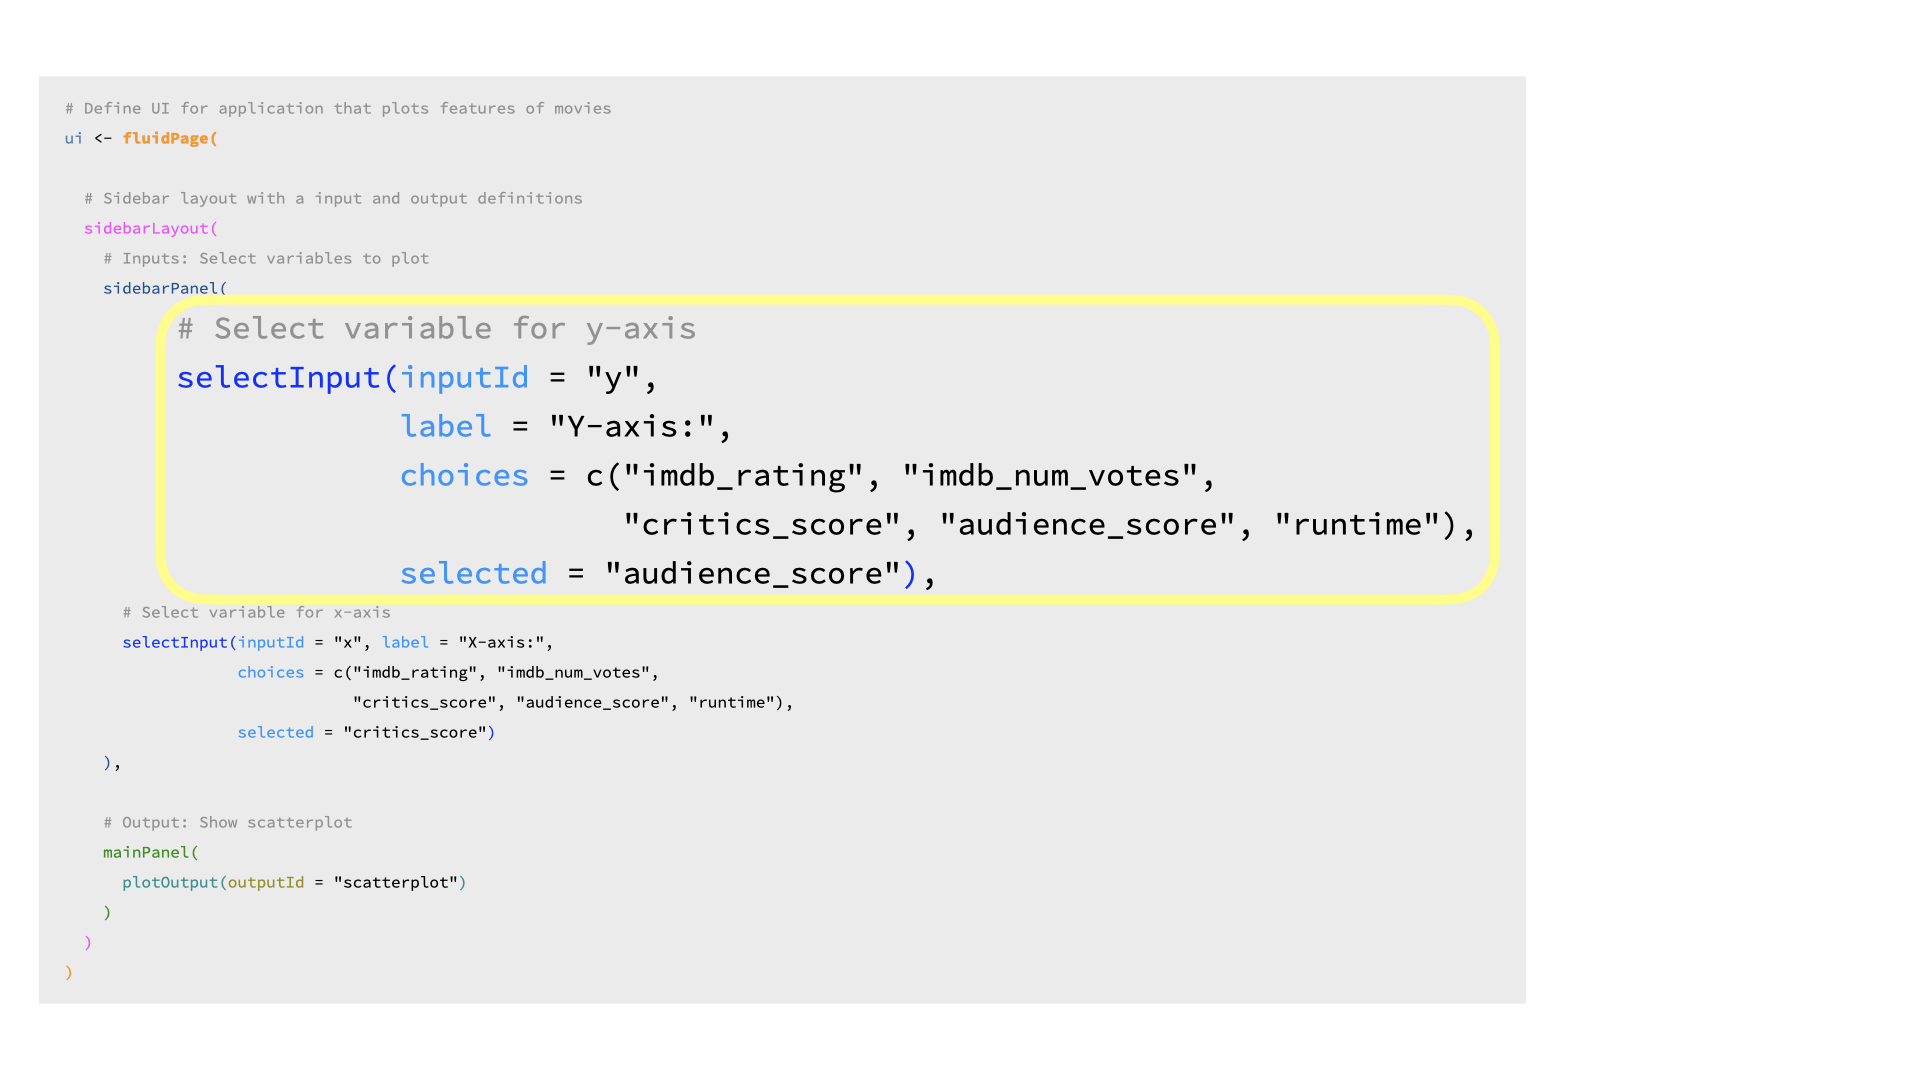 # Define UI for application that plots features of movies
ui <- fluidPage(
# Sidebar layout with a input and output definitions
sidebarLayout(
# Inputs: Select variables to plot
sidebarPanel(
# Select variable for y-axis
selectInput(inputId = "y",
label = "Y-axis:",
choices = c("imdb_rating", "imdb_num_votes",
"critics_score", "audience_score", "runtime"),
selected = "audience_score"),
# Select variable for x-axis
selectInput(inputId = "x", label = "X-axis:",
choices = c("imdb_rating", "imdb_num_votes",
"critics_score", "audience_score", "runtime"),
selected = "critics_score")
),
# Output: Show scatterplot
mainPanel(
plotOutput(outputId = "scatterplot")
)
)
)